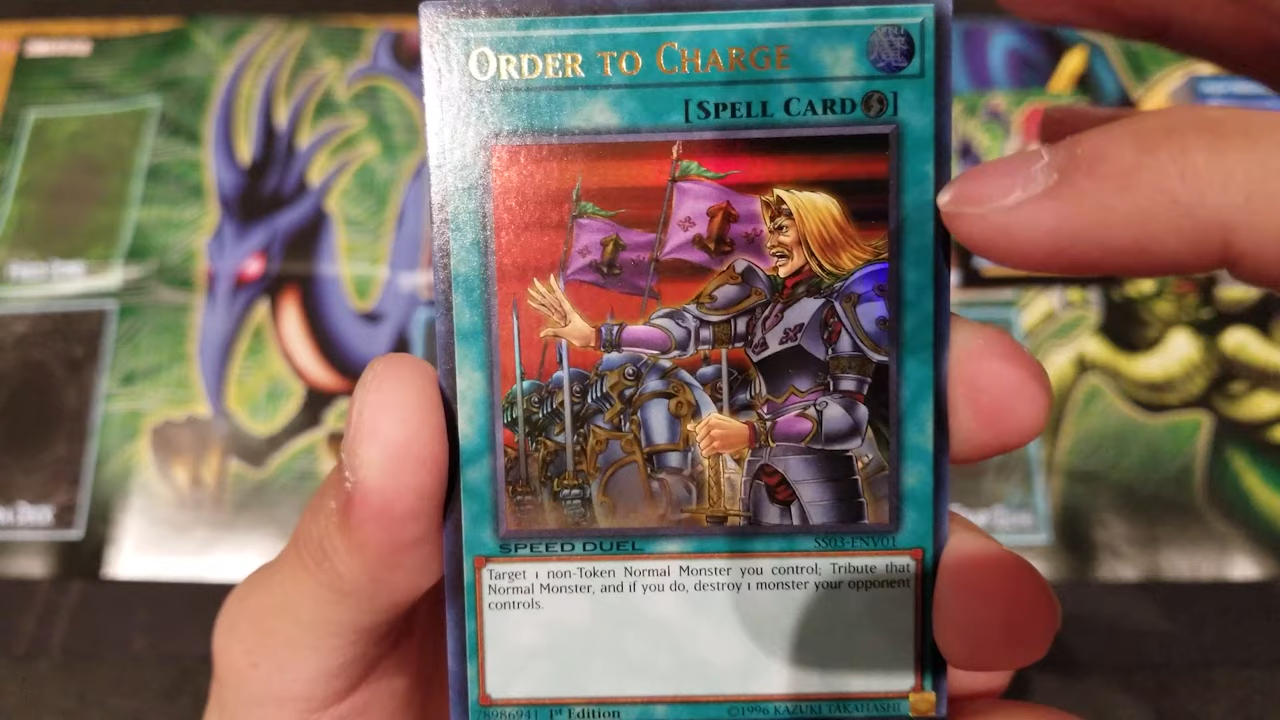 ORDER TO CHARGE
[SPELL CARD]
SPEED DUEL
SS03-ENV01
Target 1 non-Token Normal Monster you control; Tribute that
Normal Monster, and if you do, destroy 1 monster your opponent
controls.
78986941 1st Edition
©1996 KAZUKI TAKAHASHI